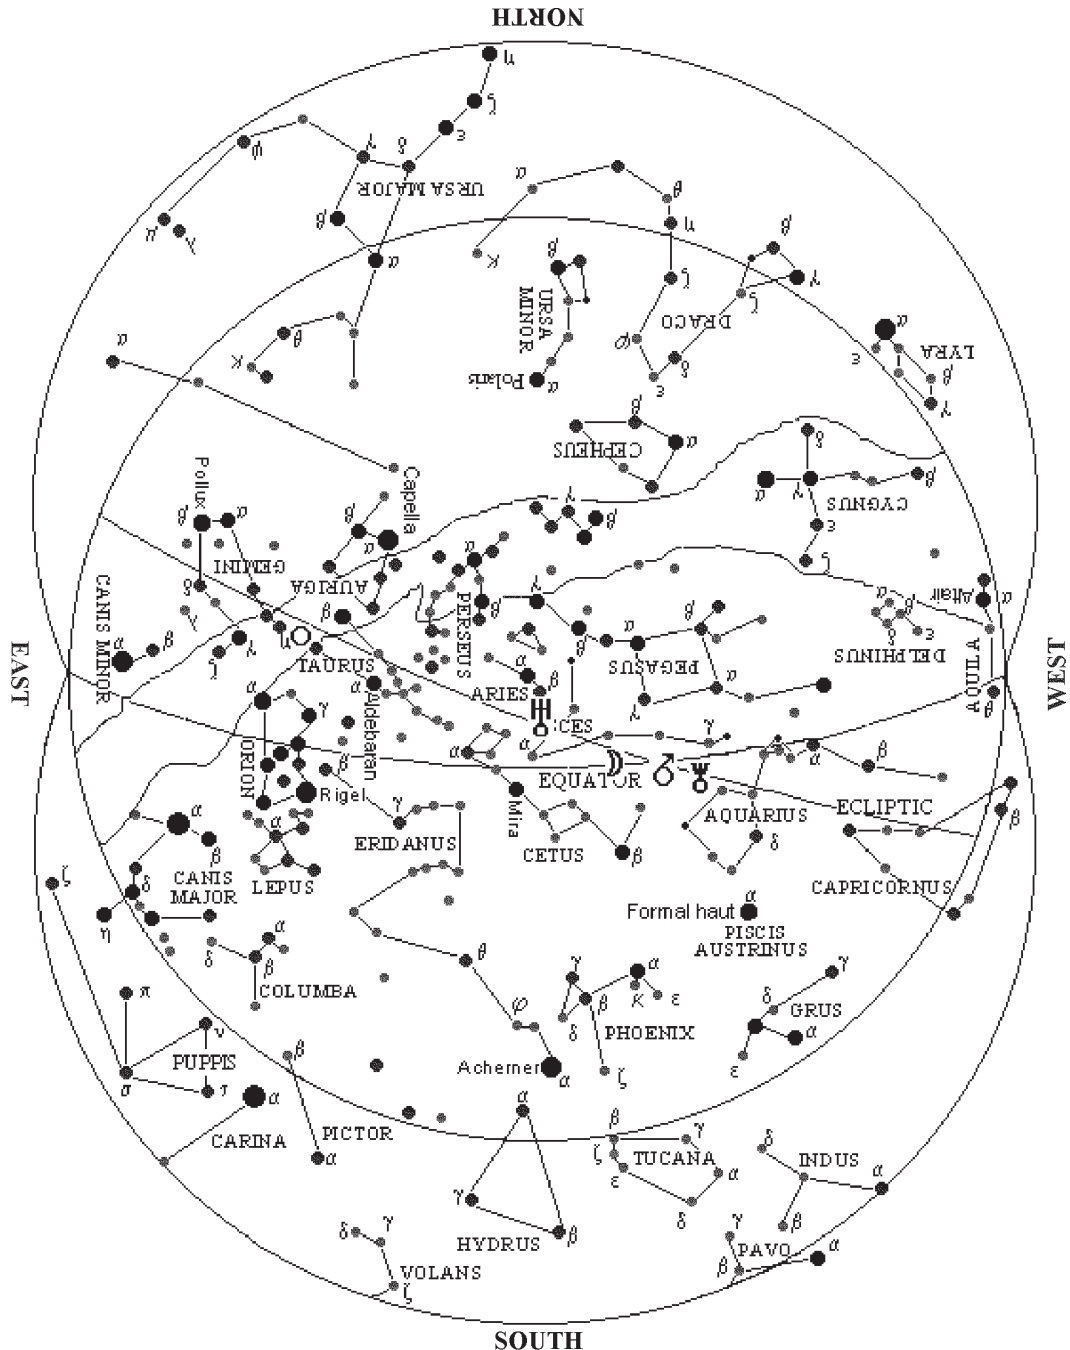 NORTH
η
ζ
ψ
γ
δ
ε
α
URSA MAJOR
θ
μ
λ
β
η
κ
β
β
α
ζ
γ
URSA
MINOR
ζ
DRACO
α
θ
φ
LYRA
α
κ
Polaris
α
δ
ε
β
ε
γ
β
CEPHEUS
α
δ
Pollux
Capella
γ
α
γ
β
CYGNUS
β
β
α
β
ε
GEMINI
ζ
CANIS MINOR
δ
AURIGA
PERSEUS
γ
β
α
Altair
α
λ
β
β
α
β
δ
ε
EAST
α
β
γ
ζ
η
TAURUS
α
β
PEGASUS
DELPHINUS
AQUILA
WEST
α
Aldebaran
ARIES
β
γ
α
θ
ORION
γ
CES
α
α
γ
α
β
β
EQUATOR
Rigel
γ
Mira
ECLIPTIC
β
α
α
ERIDANUS
AQUARIUS
δ
β
CETUS
β
ζ
CANIS
MAJOR
LEPUS
CAPRICORNUS
δ
Formal haut
α
η
PISCIS
AUSTRINUS
α
δ
β
θ
γ
α
γ
π
COLUMBA
β
κ
ε
δ
GRUS
φ
δ
PHOENIX
ν
α
PUPPIS
β
ε
Acherner
α
ζ
σ
τ
α
α
β
CARINA
PICTOR
γ
δ
ζ
TUCANA
INDUS
α
ε
α
α
γ
δ
β
δ
γ
HYDRUS
β
γ
PAVO
α
VOLANS
β
ζ
SOUTH